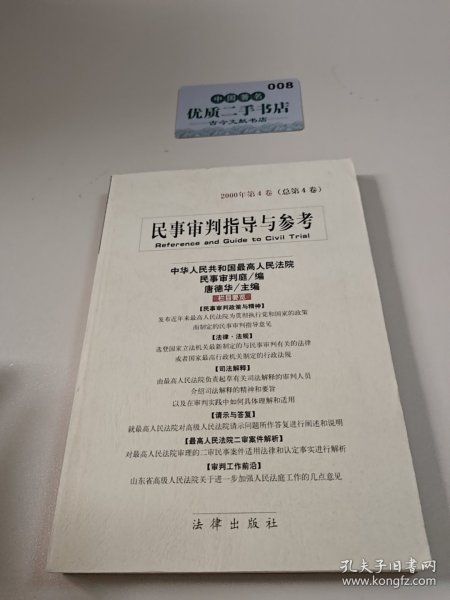 008
中国著名
优质二手书店
古今文献书店
2000年第4卷（总第4卷）
民事审判指导与参考
Reference and Guide to Civil Trial
中华人民共和国最高人民法院
民事审判庭/编
唐德华/主编
栏目要览
【民事审判政策与精神】
发布近年来最高人民法院为贯彻执行党和国家的政策
而制定的民事审判指导意见
【法律·法规】
选登国家立法机关最新制定的与民事审判有关的法律
或者国家最高行政机关制定的行政法规
【司法解释】
由最高人民法院负责起草有关司法解释的审判人员
介绍司法解释的精神和要旨
以及在审判实践中如何具体理解和适用
【请示与答复】
就最高人民法院对高级人民法院请示问题所作答复进行阐述和说明
【最高人民法院二审案件解析】
对最高人民法院审理的二审民事案件适用法律和认定事实进行解析
【审判工作前沿】
山东省高级人民法院关于进一步加强人民法庭工作的几点意见
法律出版社
孔夫子旧书网
www.kongfz.com